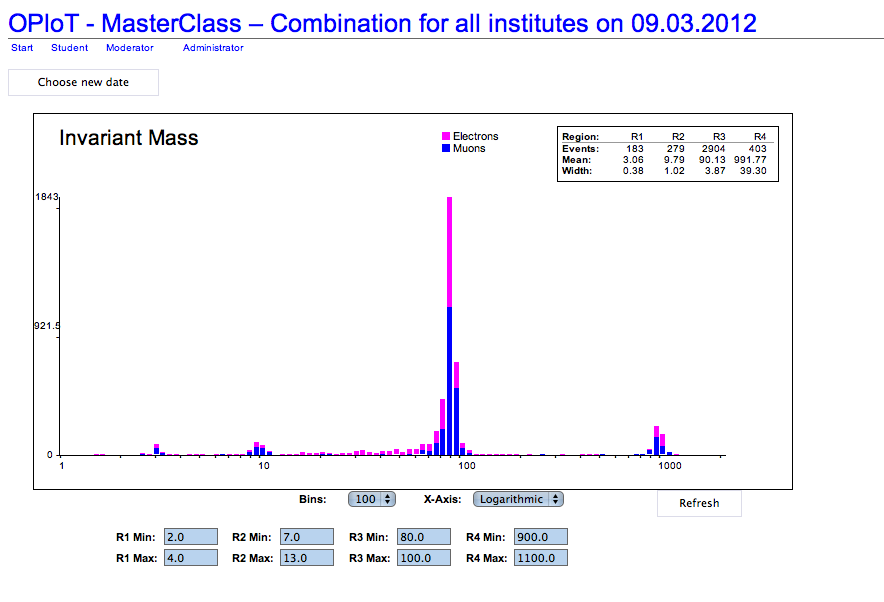 OPloT - MasterClass – Combination for all institutes on 09.03.2012
Start Student Moderator Administrator
Choose new date
Invariant Mass
Electrons
Muons
Region: R1 R2 R3 R4
Events: 183 279 2904 403
Mean: 3.06 9.79 90.13 991.77
Width: 0.38 1.02 3.87 39.30
1843
921.5
0
1 10 100 1000
Bins: 100 X-Axis: Logarithmic Refresh
R1 Min: 2.0 R2 Min: 7.0 R3 Min: 80.0 R4 Min: 900.0
R1 Max: 4.0 R2 Max: 13.0 R3 Max: 100.0 R4 Max: 1100.0